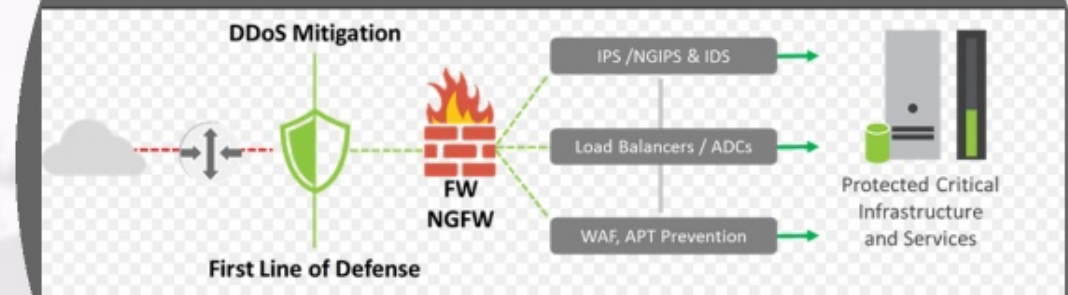 DDoS Mitigation
First Line of Defense
FW
NGFW
IPS /NGIPS & IDS
Load Balancers / ADCs
WAF, APT Prevention
Protected Critical
Infrastructure
and Services